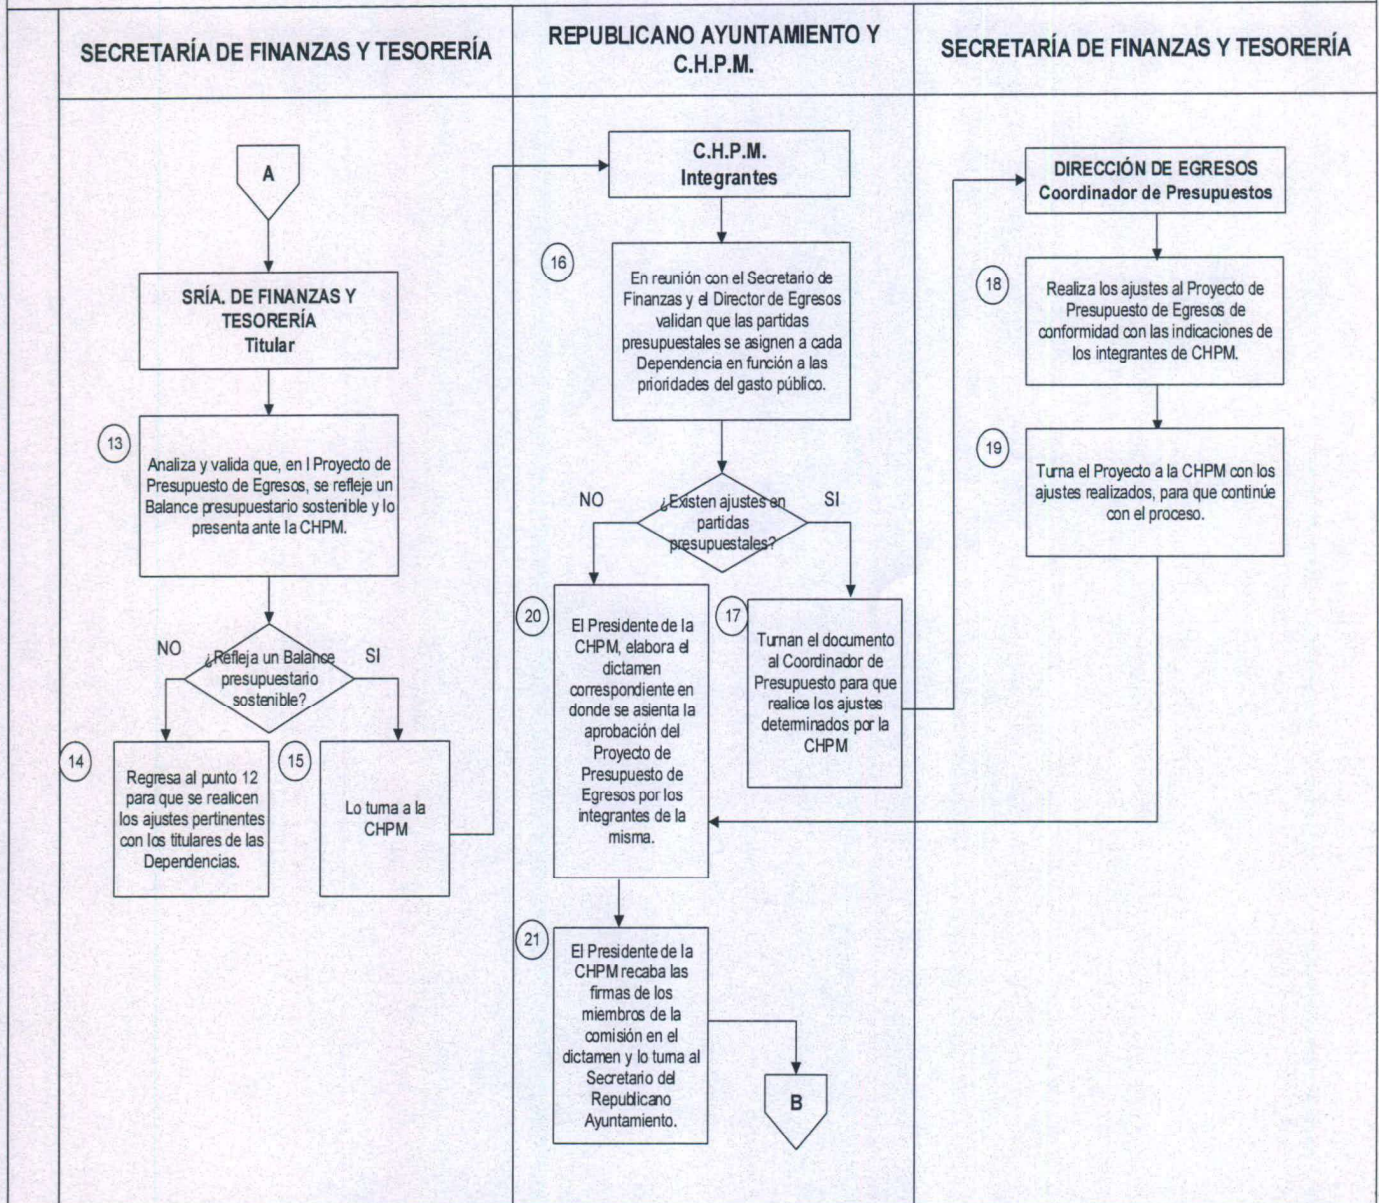 SECRETARÍA DE FINANZAS Y TESORERÍA
REPUBLICANO AYUNTAMIENTO Y
C.H.P.M.
SECRETARÍA DE FINANZAS Y TESORERÍA
A
SRÍA. DE FINANZAS Y
TESORERÍA
Titular
13
Analiza y valida que, en l Proyecto de
Presupuesto de Egresos, se refleje un
Balance presupuestario sostenible y lo
presenta ante la CHPM.
NO
¿Refleja un Balance
presupuestario
sostenible?
SI
14
Regresa al punto 12
para que se realicen
los ajustes pertinentes
con los titulares de las
Dependencias.
15
Lo turna a la
CHPM
C.H.P.M.
Integrantes
16
En reunión con el Secretario de
Finanzas y el Director de Egresos
validan que las partidas
presupuestales se asignen a cada
Dependencia en función a las
prioridades del gasto público.
NO
¿Existen ajustes en
partidas
presupuestales?
SI
20
El Presidente de la
CHPM, elabora el
dictamen
correspondiente en
donde se asienta la
aprobación del
Proyecto de
Presupuesto de
Egresos por los
integrantes de la
misma.
17
Turnan el documento
al Coordinador de
Presupuesto para que
realice los ajustes
determinados por la
CHPM
21
El Presidente de la
CHPM recaba las
firmas de los
miembros de la
comisión en el
dictamen y lo turna al
Secretario del
Republicano
Ayuntamiento.
B
DIRECCIÓN DE EGRESOS
Coordinador de Presupuestos
18
Realiza los ajustes al Proyecto de
Presupuesto de Egresos de
conformidad con las indicaciones de
los integrantes de CHPM.
19
Turna el Proyecto a la CHPM con los
ajustes realizados, para que continúe
con el proceso.